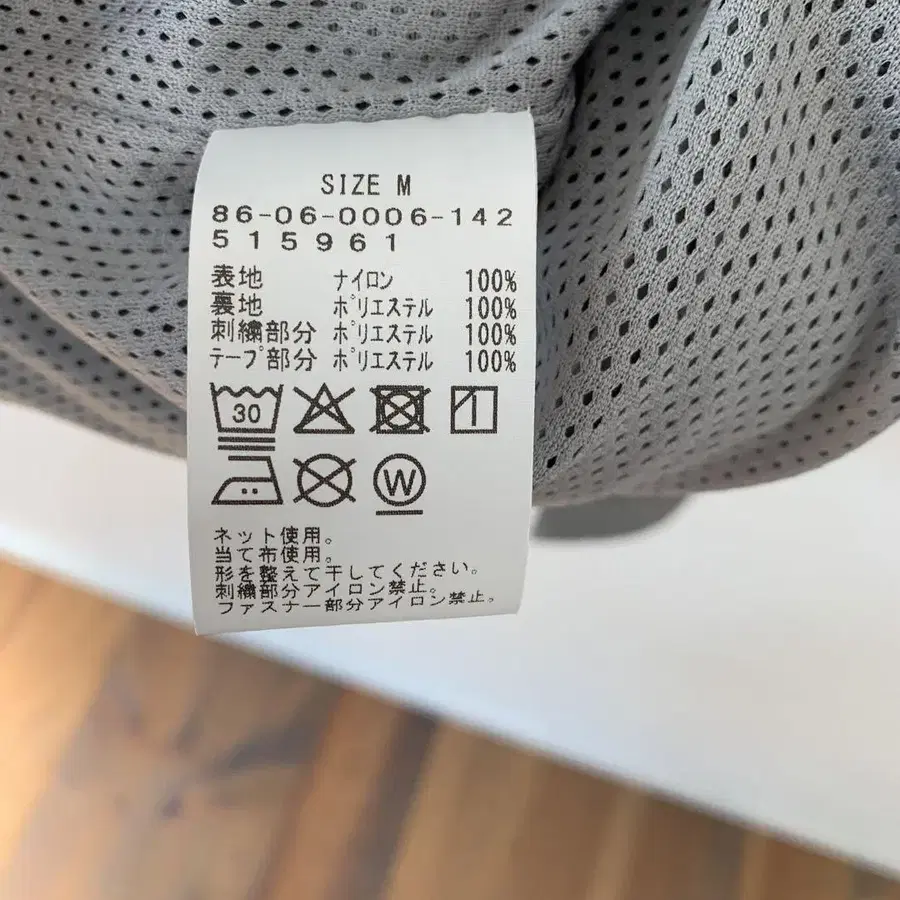 SIZE M
86-06-0006-142
515961
表地 ナイロン 100%
裏地 ポリエステル 100%
刺繍部分 ポリエステル 100%
テープ部分 ポリエステル 100%
30
W
ネット使用。
当て布使用。
形を整えて干してください。
刺繍部分アイロン禁止。
ファスナー部分アイロン禁止。